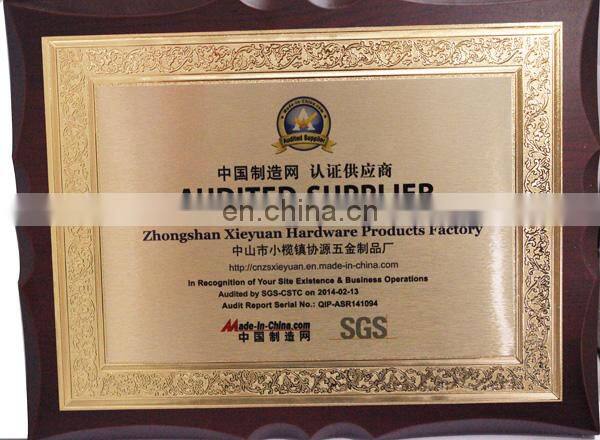 Made-in-China.com
Audited Supplier
中国制造网 认证供应商
AUDITED SUPPLIER
en.china.cn
Zhongshan Xieyuan Hardware Products Factory
中山市小榄镇协源五金制品厂
http://cnzsxieyuan.en.made-in-china.com
In Recognition of Your Site Existence & Business Operations
Audited by SGS-CSTC on 2014-02-13
Audit Report Serial No.: QIP-ASR141094
Made-in-China.com SGS
中国制造网